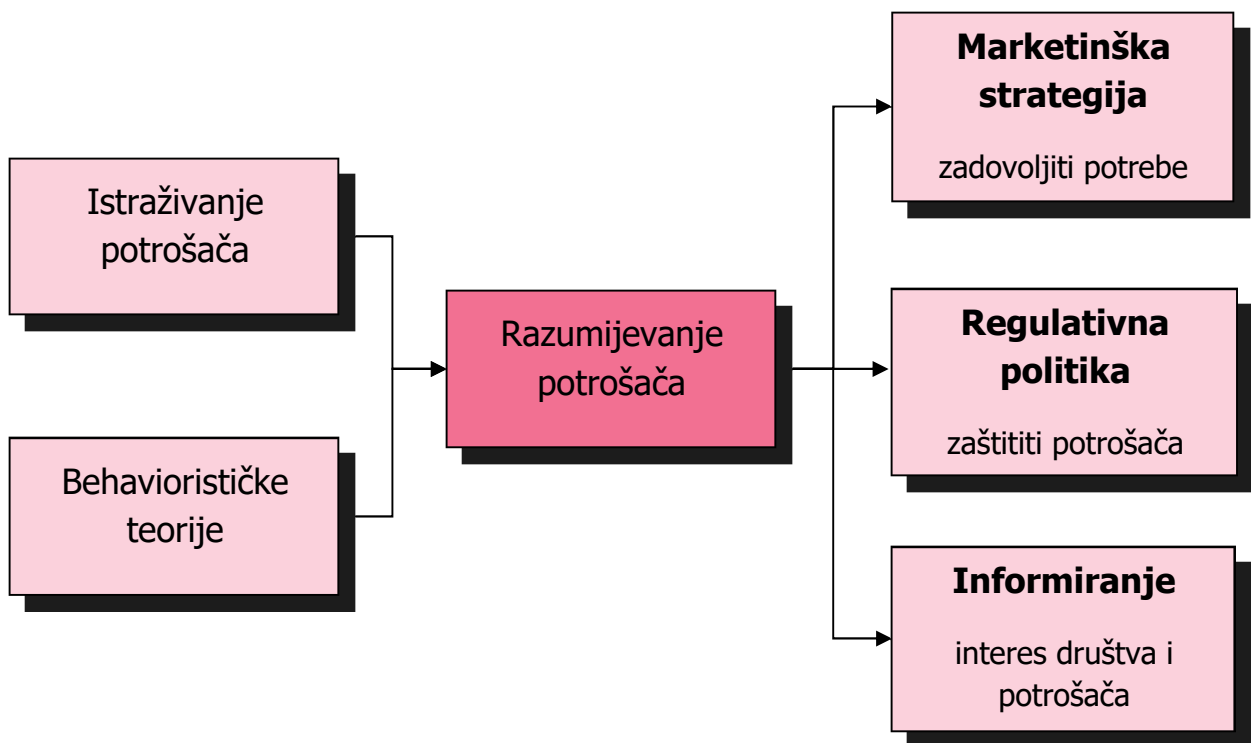 Istraživanje
potrošača
Behaviorističke
teorije
Razumijevanje
potrošača
Marketinška
strategija
zadovoljiti potrebe
Regulativna
politika
zaštititi potrošača
Informiranje
interes društva i
potrošača